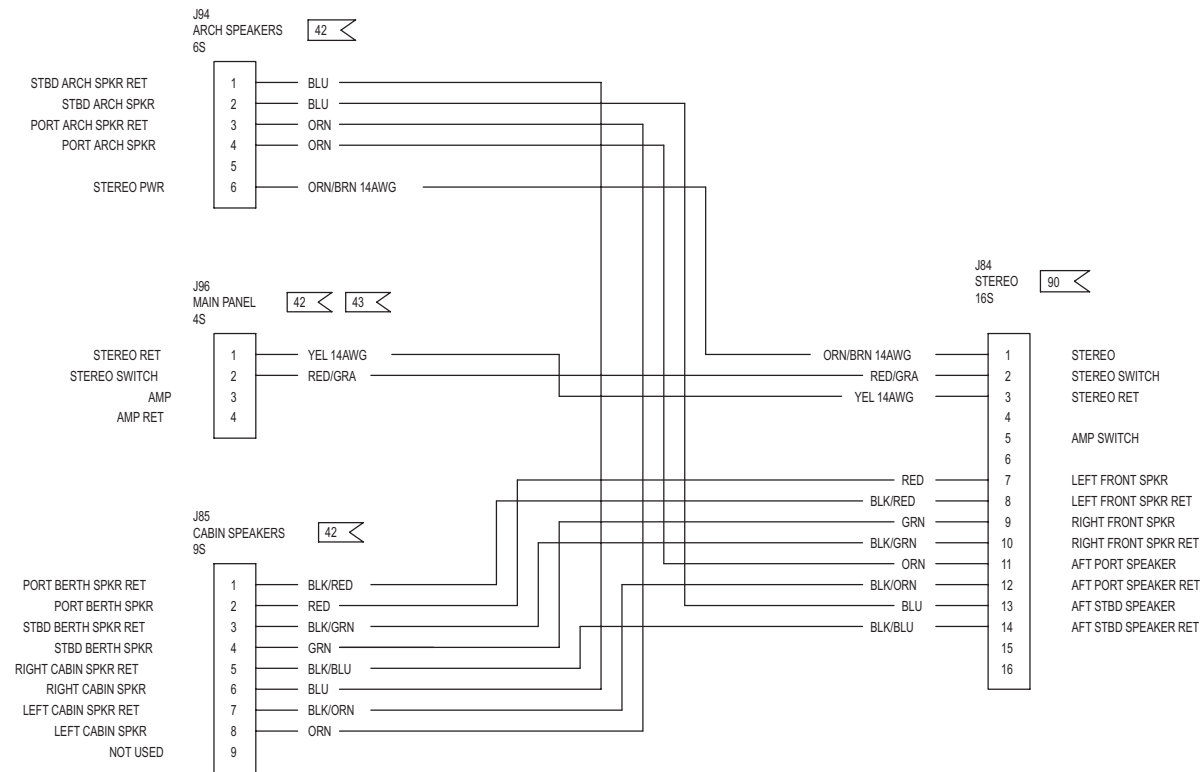 J94
ARCH SPEAKERS 42
6S
STBD ARCH SPKR RET 1 BLU
STBD ARCH SPKR 2 BLU
PORT ARCH SPKR RET 3 ORN
PORT ARCH SPKR 4 ORN
5
STEREO PWR 6 ORN/BRN 14AWG
J96
MAIN PANEL 42 43
4S
STEREO RET 1 YEL 14AWG
STEREO SWITCH 2 RED/GRA
AMP 3
AMP RET 4
J84
STEREO 90
16S
ORN/BRN 14AWG 1 STEREO
RED/GRA 2 STEREO SWITCH
YEL 14AWG 3 STEREO RET
4
5 AMP SWITCH
6
RED 7 LEFT FRONT SPKR
BLK/RED 8 LEFT FRONT SPKR RET
GRN 9 RIGHT FRONT SPKR
BLK/GRN 10 RIGHT FRONT SPKR RET
ORN 11 AFT PORT SPEAKER
BLK/ORN 12 AFT PORT SPEAKER RET
BLU 13 AFT STBD SPEAKER
BLK/BLU 14 AFT STBD SPEAKER RET
15
16
J85
CABIN SPEAKERS 42
9S
PORT BERTH SPKR RET 1 BLK/RED
PORT BERTH SPKR 2 RED
STBD BERTH SPKR RET 3 BLK/GRN
STBD BERTH SPKR 4 GRN
RIGHT CABIN SPKR RET 5 BLK/BLU
RIGHT CABIN SPKR 6 BLU
LEFT CABIN SPKR RET 7 BLK/ORN
LEFT CABIN SPKR 8 ORN
NOT USED 9